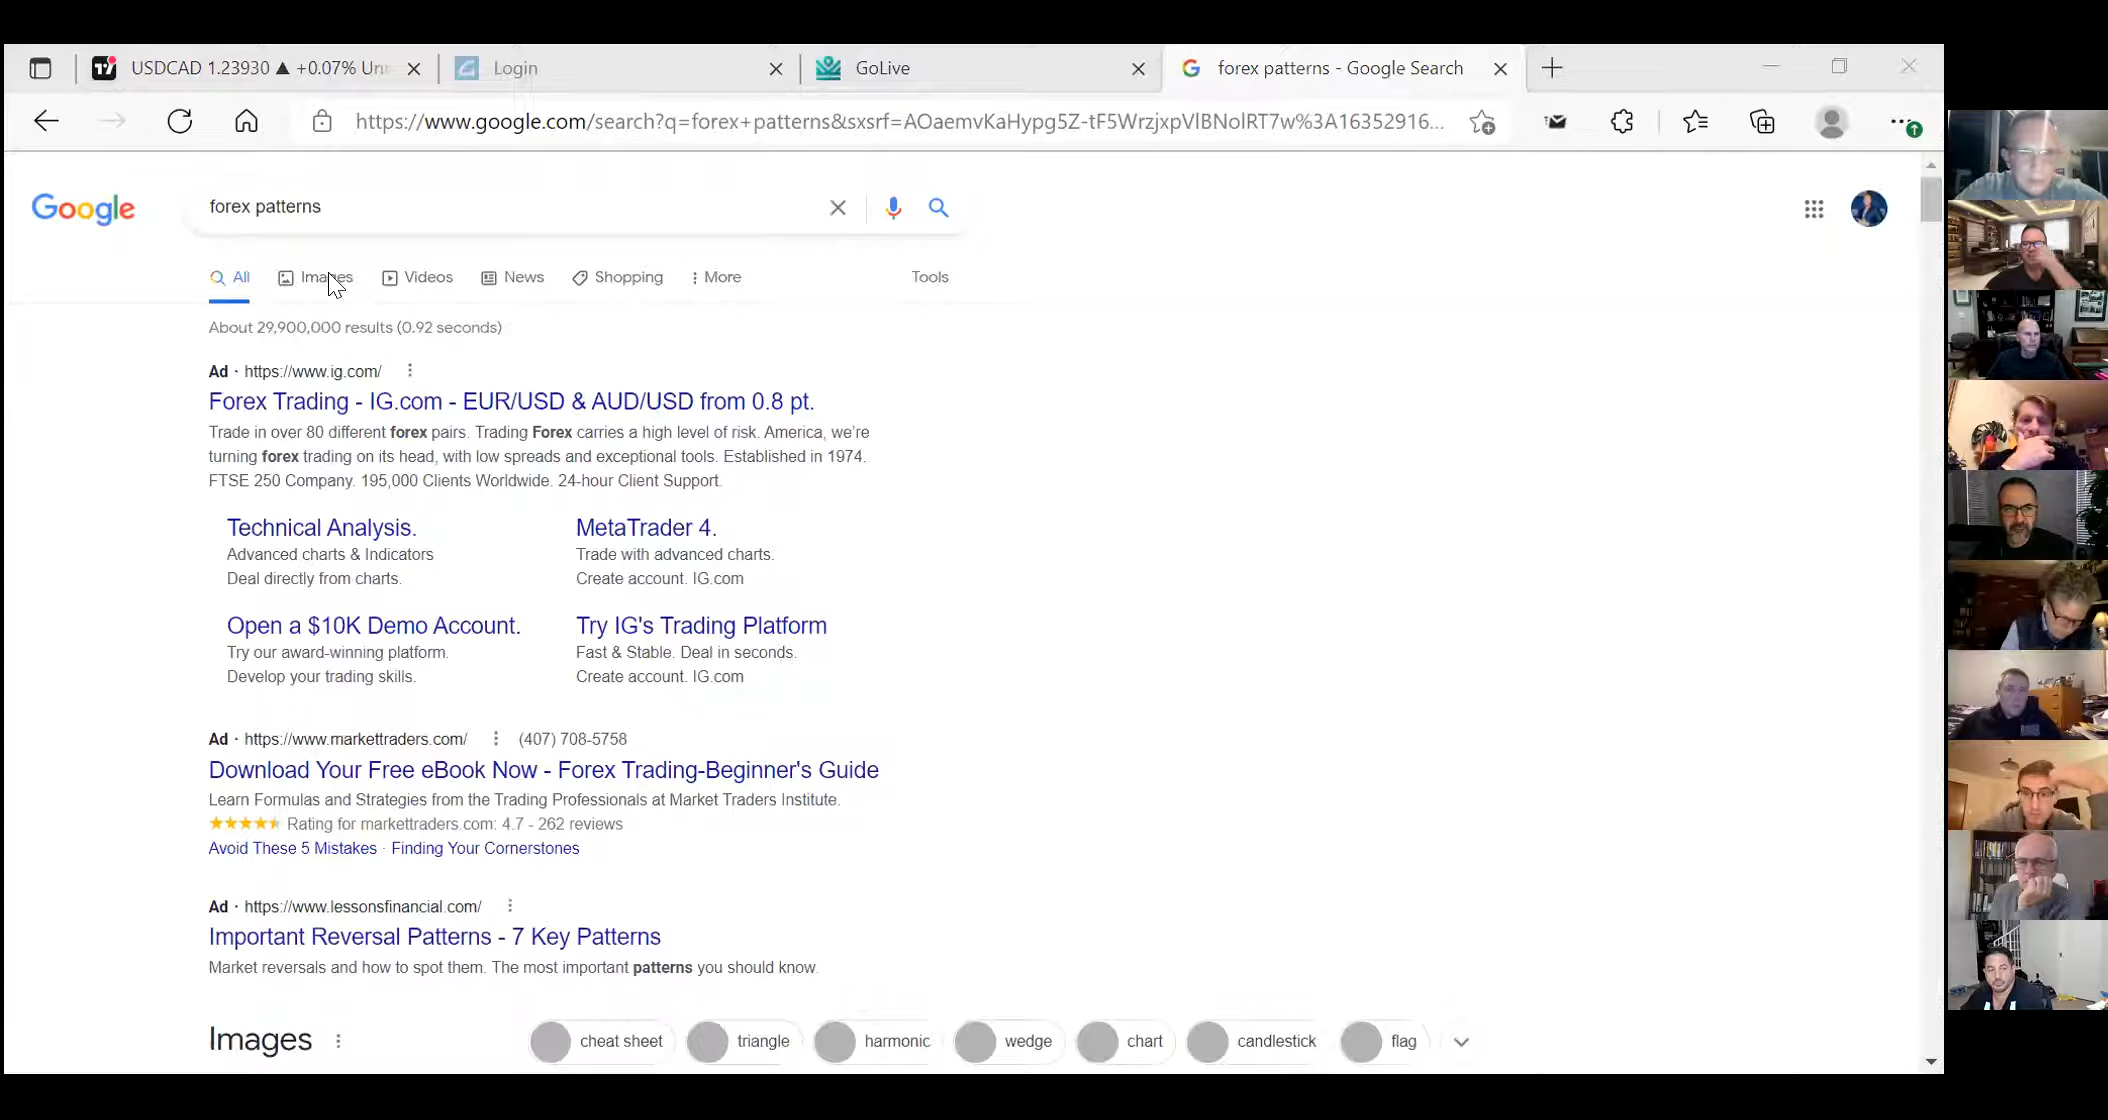 USDCAD 1.23930 ▲ +0.07%
Login
GoLive
forex patterns - Google Search
https://www.google.com/search?q=forex+patterns&sxsrf=AOaemvKaHypg5Z-tF5WrzjxpVlBNolRT7w%3A16352916...
Google
forex patterns
All
Images
Videos
News
Shopping
More
Tools
About 29,900,000 results (0.92 seconds)
Ad · https://www.ig.com/
Forex Trading - IG.com - EUR/USD & AUD/USD from 0.8 pt.
Trade in over 80 different forex pairs. Trading Forex carries a high level of risk. America, we're
turning forex trading on its head, with low spreads and exceptional tools. Established in 1974.
FTSE 250 Company. 195,000 Clients Worldwide. 24-hour Client Support.
Technical Analysis.
Advanced charts & Indicators
Deal directly from charts.
MetaTrader 4.
Trade with advanced charts.
Create account. IG.com
Open a $10K Demo Account.
Try our award-winning platform.
Develop your trading skills.
Try IG's Trading Platform
Fast & Stable. Deal in seconds.
Create account. IG.com
Ad · https://www.markettraders.com/ (407) 708-5758
Download Your Free eBook Now - Forex Trading-Beginner's Guide
Learn Formulas and Strategies from the Trading Professionals at Market Traders Institute.
Rating for markettraders.com: 4.7 - 262 reviews
Avoid These 5 Mistakes · Finding Your Cornerstones
Ad · https://www.lessonsfinancial.com/
Important Reversal Patterns - 7 Key Patterns
Market reversals and how to spot them. The most important patterns you should know.
Images
cheat sheet
triangle
harmonic
wedge
chart
candlestick
flag